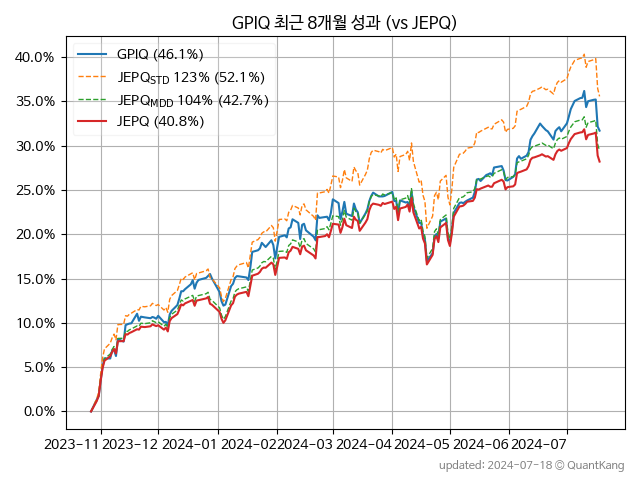 GPIQ 최근 8개월 성과 (vs JEPQ)
GPIQ (46.1%)
JEPQSTD 123% (52.1%)
JEPQMDD 104% (42.7%)
JEPQ (40.8%)
40.0%
35.0%
30.0%
25.0%
20.0%
15.0%
10.0%
5.0%
0.0%
2023-11 2023-12 2024-01 2024-02 2024-03 2024-04 2024-05 2024-06 2024-07
updated: 2024-07-18 © QuantKang